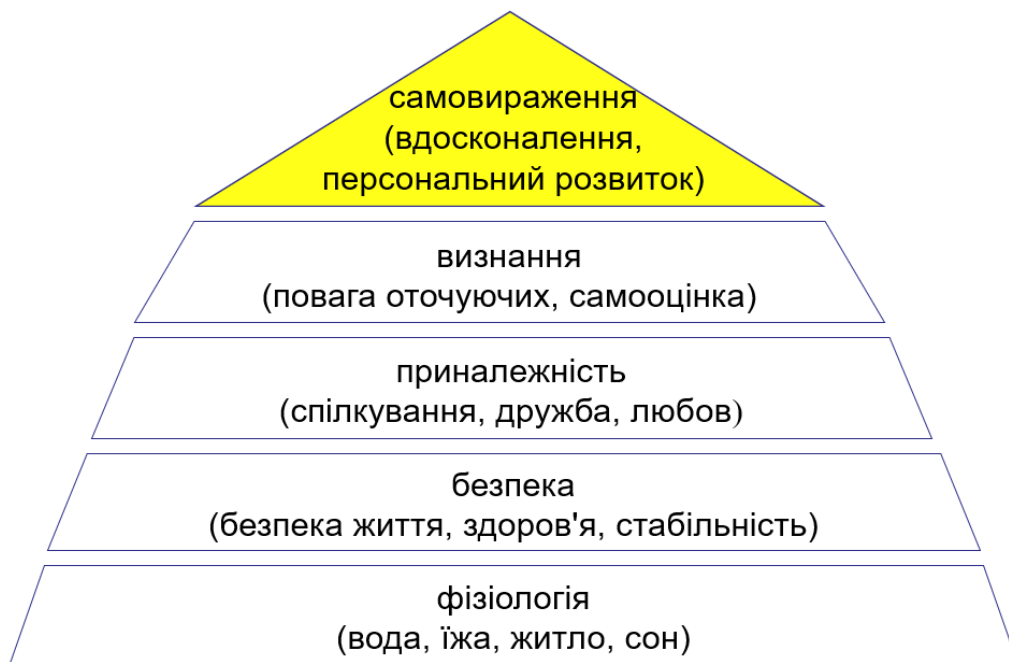 самовираження
(вдосконалення,
персональний розвиток)
визнання
(повага оточуючих, самооцінка)
приналежність
(спілкування, дружба, любов)
безпека
(безпека життя, здоров'я, стабільність)
фізіологія
(вода, їжа, житло, сон)